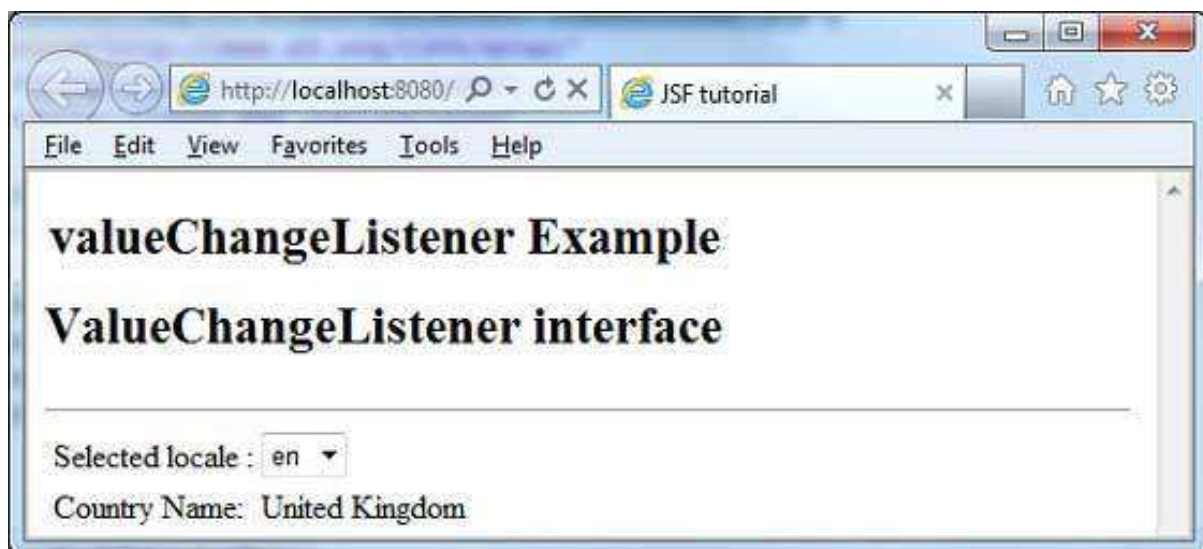 http://localhost:8080/
JSF tutorial
File Edit View Favorites Tools Help
valueChangeListener Example
ValueChangeListener interface
Selected locale : en
Country Name: United Kingdom